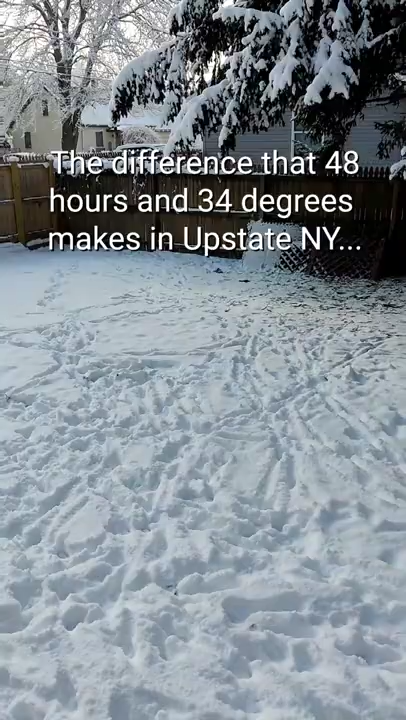 The difference that 48
hours and 34 degrees
makes in Upstate NY...